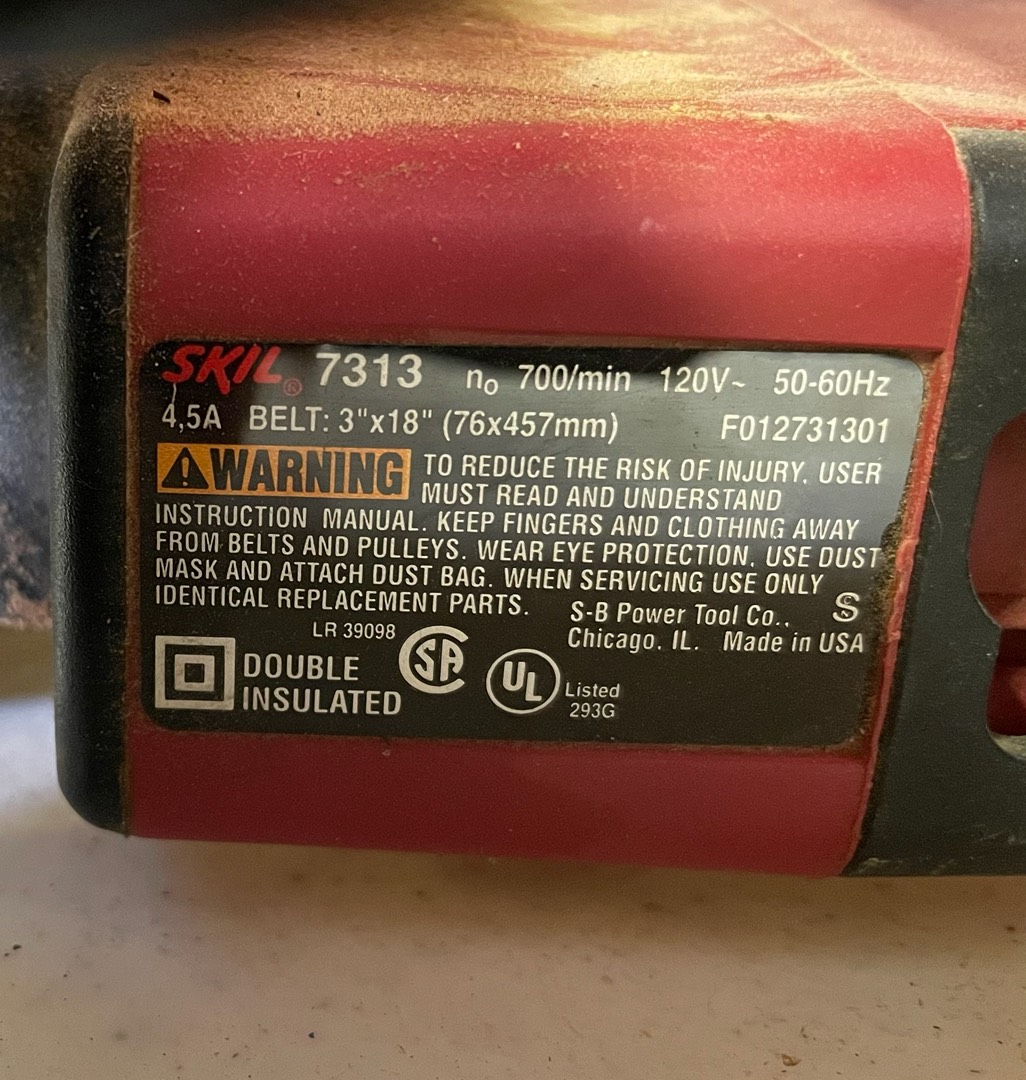 SKIL® 7313 no 700/min 120V~ 50-60Hz
4,5A BELT: 3"x18" (76x457mm) F012731301
WARNING TO REDUCE THE RISK OF INJURY, USER
MUST READ AND UNDERSTAND
INSTRUCTION MANUAL. KEEP FINGERS AND CLOTHING AWAY
FROM BELTS AND PULLEYS. WEAR EYE PROTECTION, USE DUST
MASK AND ATTACH DUST BAG. WHEN SERVICING USE ONLY
IDENTICAL REPLACEMENT PARTS.
S-B Power Tool Co., S
Chicago, IL. Made in USA
LR 39098
DOUBLE
INSULATED
SA
UL
Listed
293G